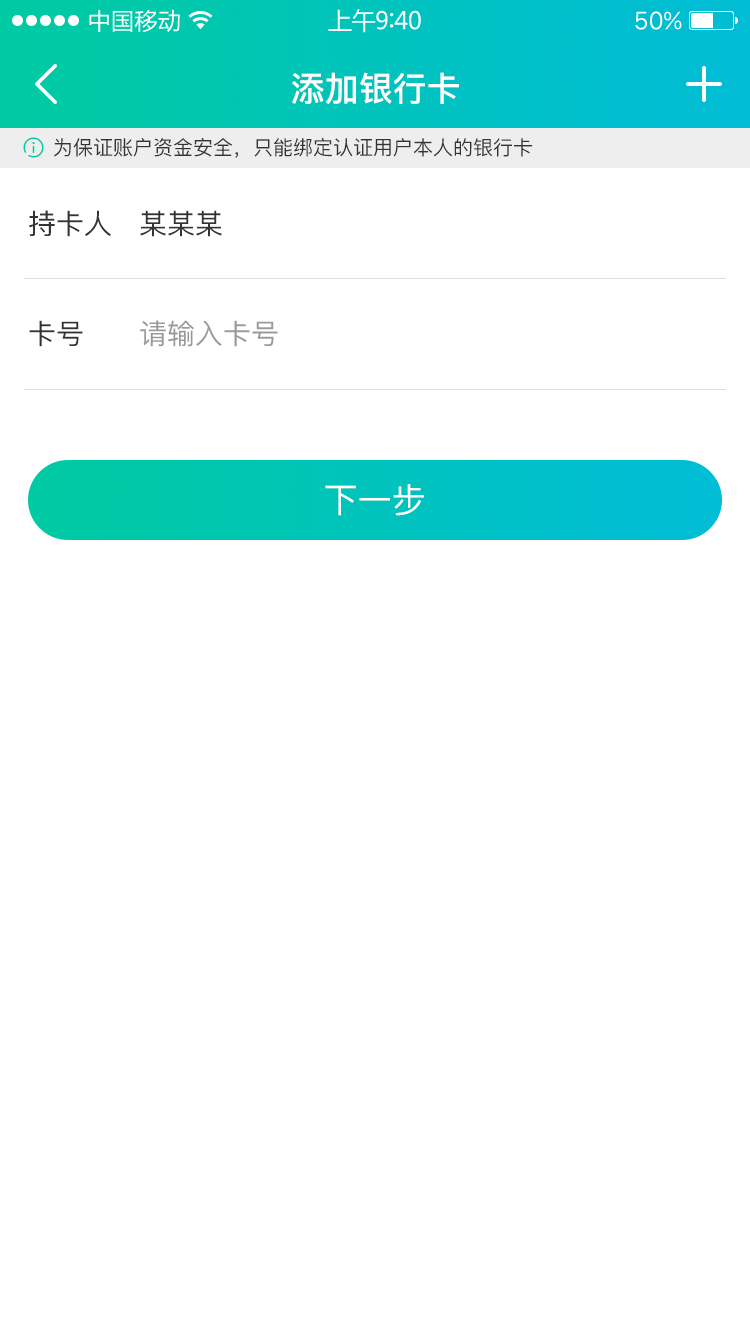 中国移动 上午9:40 50%
添加银行卡
为保证账户资金安全，只能绑定认证用户本人的银行卡
持卡人 某某某
卡号 请输入卡号
下一步